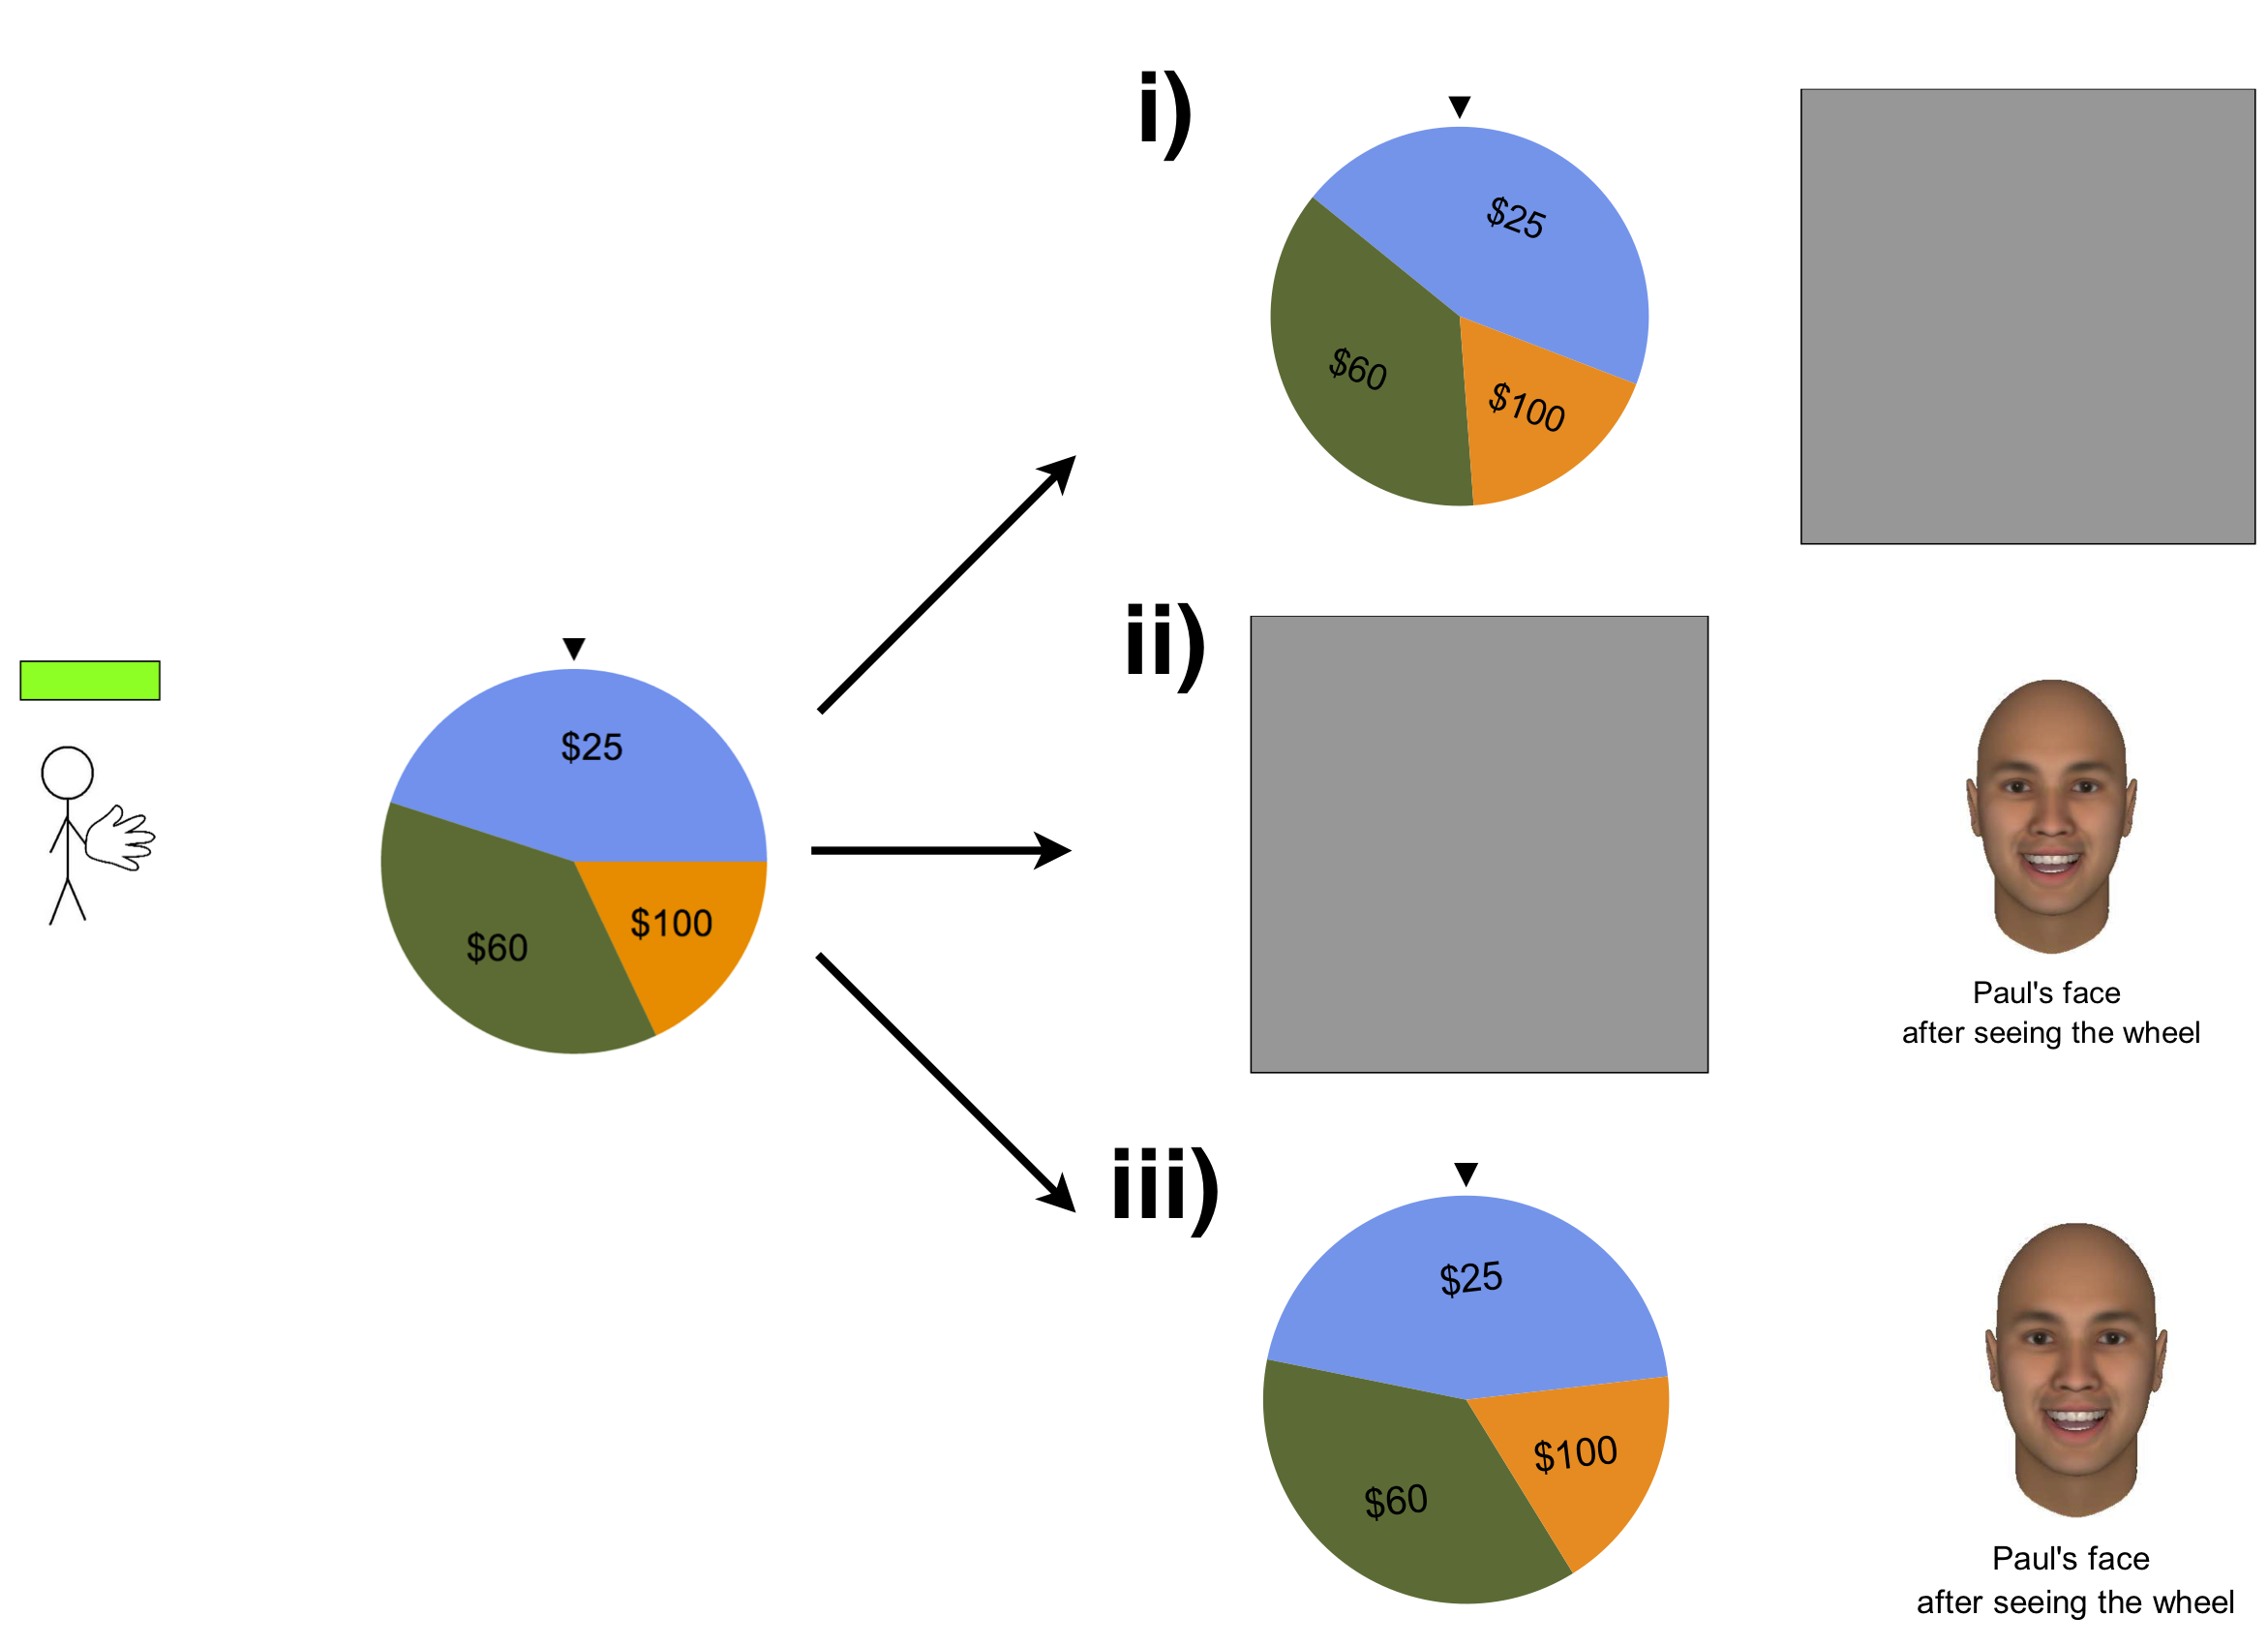 i)
$25
$60
$100
ii)
$25
$60
$100
Paul's face
after seeing the wheel
iii)
$25
$100
$60
Paul's face
after seeing the wheel